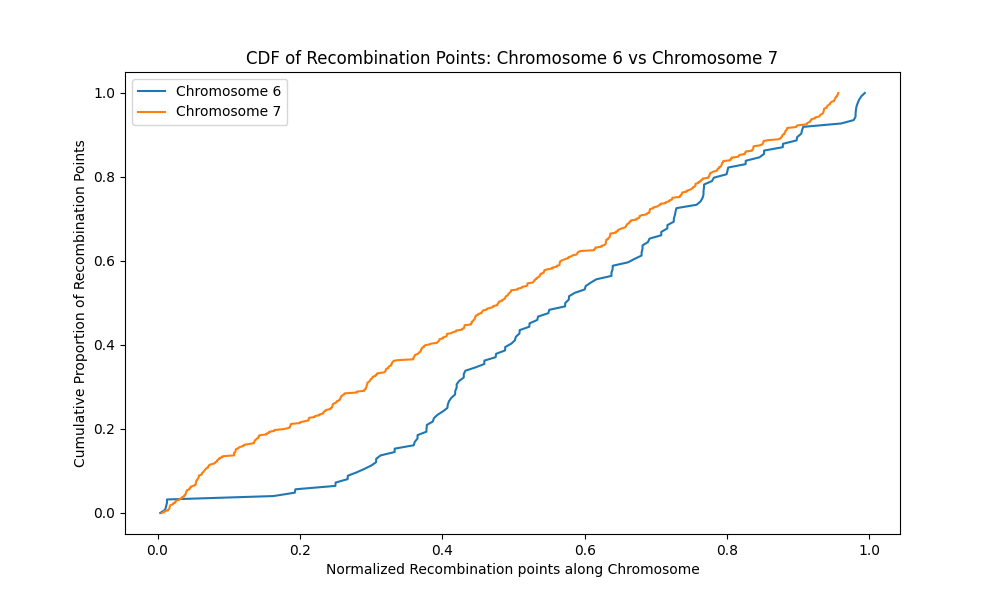 CDF of Recombination Points: Chromosome 6 vs Chromosome 7
Chromosome 6
Chromosome 7
Cumulative Proportion of Recombination Points
1.0
0.8
0.6
0.4
0.2
0.0
0.0 0.2 0.4 0.6 0.8 1.0
Normalized Recombination points along Chromosome